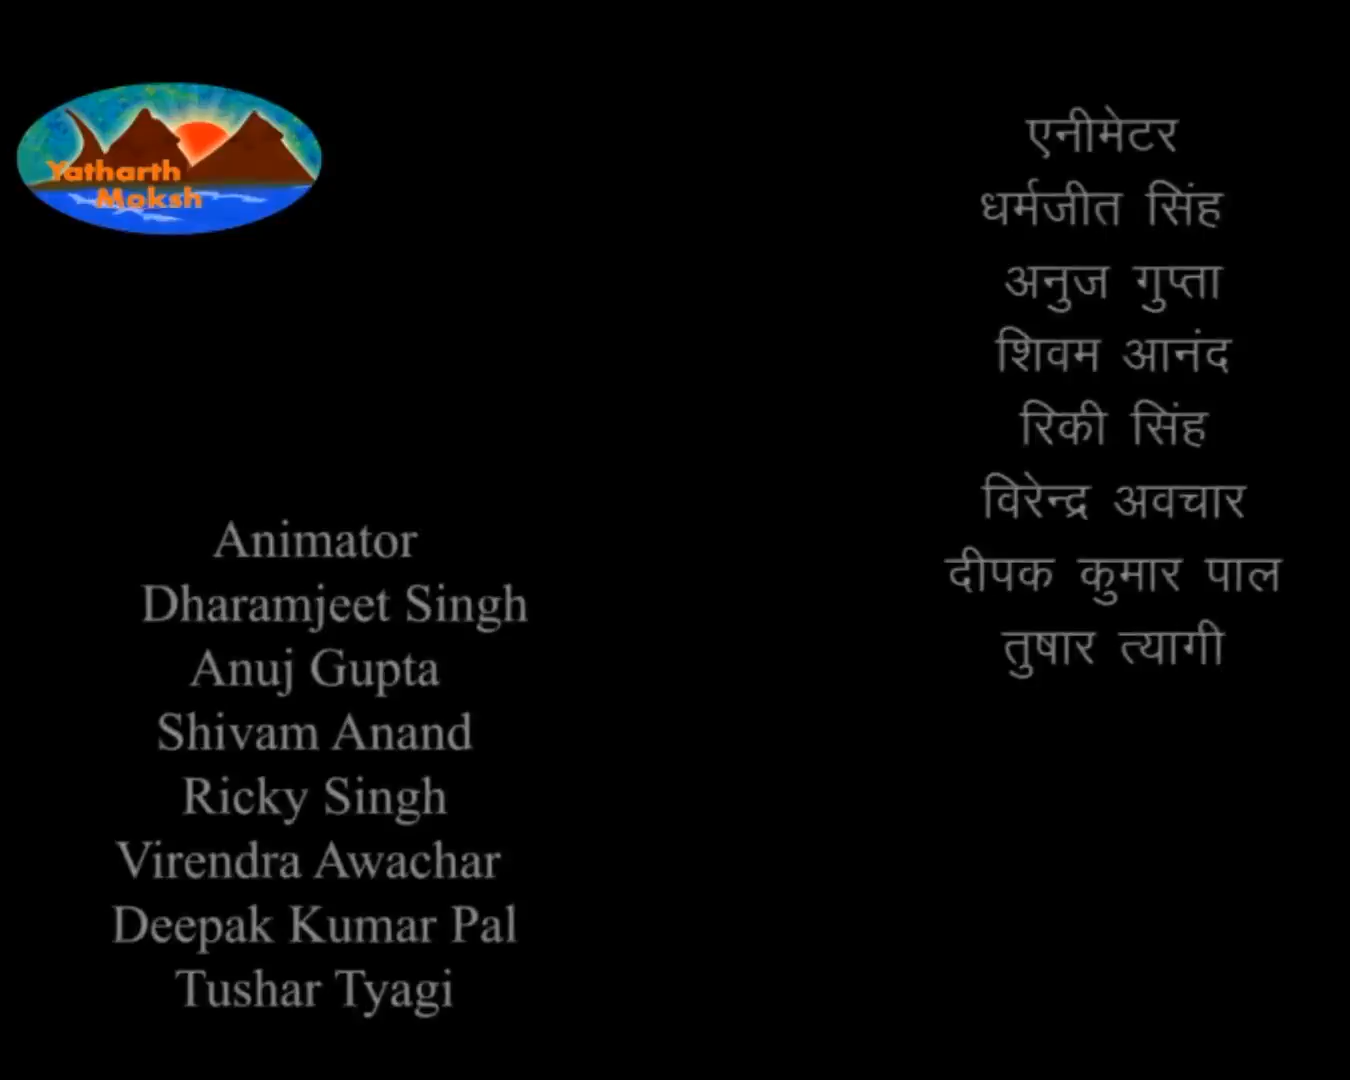 Yatharth
Moksh
एनीमेटर
धर्मजीत सिंह
अनुज गुप्ता
शिवम आनंद
रिकी सिंह
विरेन्द्र अवचार
दीपक कुमार पाल
तुषार त्यागी
Animator
Dharamjeet Singh
Anuj Gupta
Shivam Anand
Ricky Singh
Virendra Awachar
Deepak Kumar Pal
Tushar Tyagi